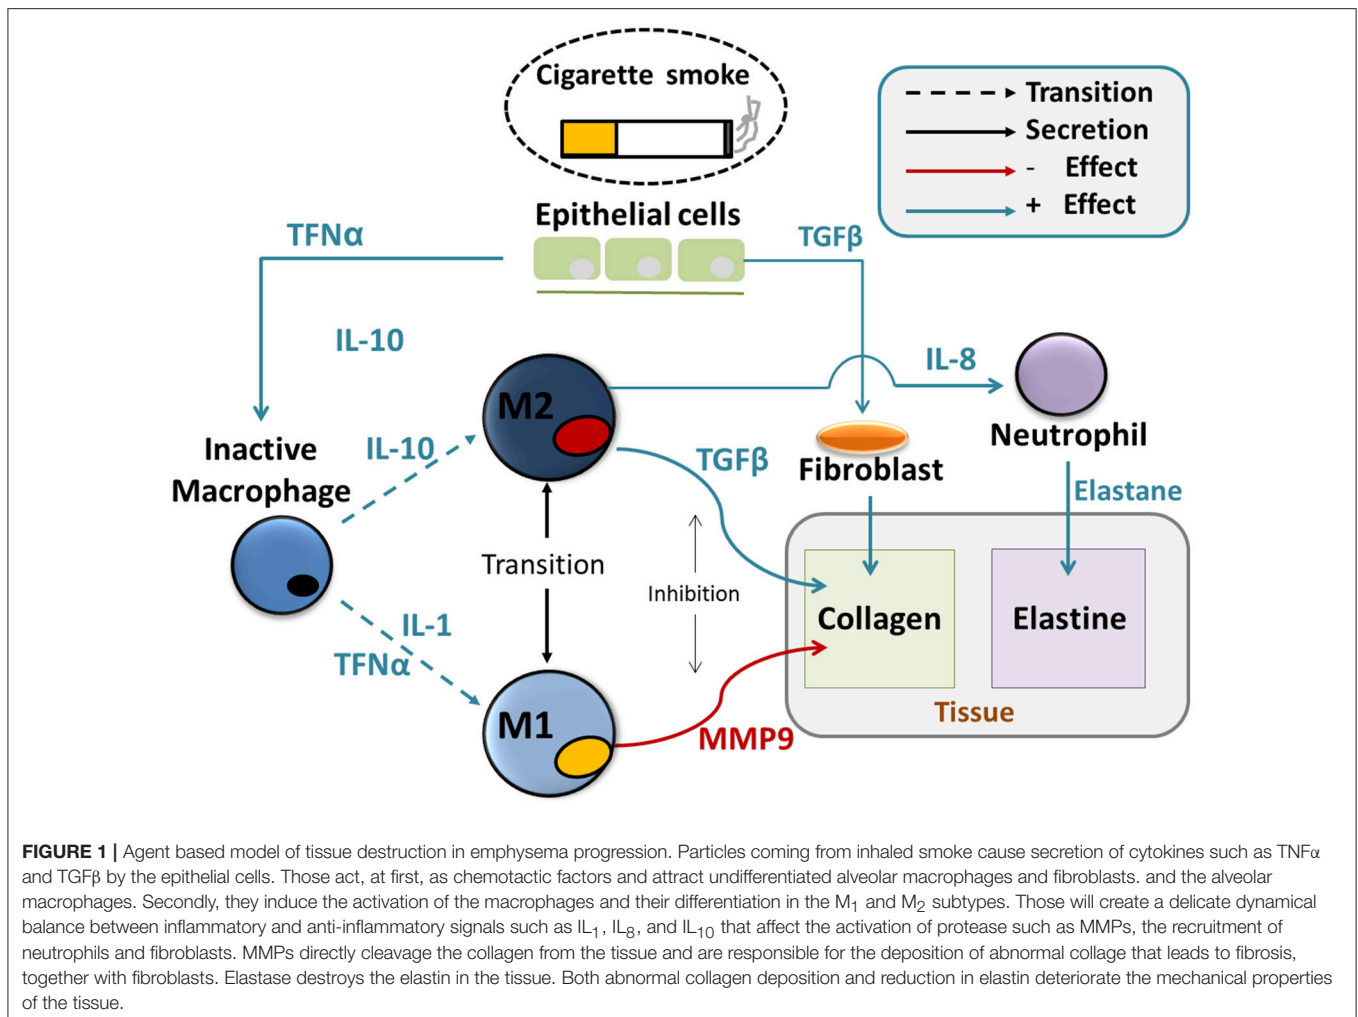 Cigarette smoke
Transition
Secretion
- Effect
+ Effect
Epithelial cells
TFNα
TGFβ
IL-10
IL-8
M2
Neutrophil
Inactive
Macrophage
IL-10
TGFβ
Fibroblast
Elastane
Transition
Inhibition
Collagen
Elastine
IL-1
TFNα
Tissue
M1
MMP9
FIGURE 1 | Agent based model of tissue destruction in emphysema progression. Particles coming from inhaled smoke cause secretion of cytokines such as TNFα
and TGFβ by the epithelial cells. Those act, at first, as chemotactic factors and attract undifferentiated alveolar macrophages and fibroblasts. and the alveolar
macrophages. Secondly, they induce the activation of the macrophages and their differentiation in the M1 and M2 subtypes. Those will create a delicate dynamical
balance between inflammatory and anti-inflammatory signals such as IL1, IL8, and IL10 that affect the activation of protease such as MMPs, the recruitment of
neutrophils and fibroblasts. MMPs directly cleavage the collagen from the tissue and are responsible for the deposition of abnormal collage that leads to fibrosis,
together with fibroblasts. Elastase destroys the elastin in the tissue. Both abnormal collagen deposition and reduction in elastin deteriorate the mechanical properties
of the tissue.